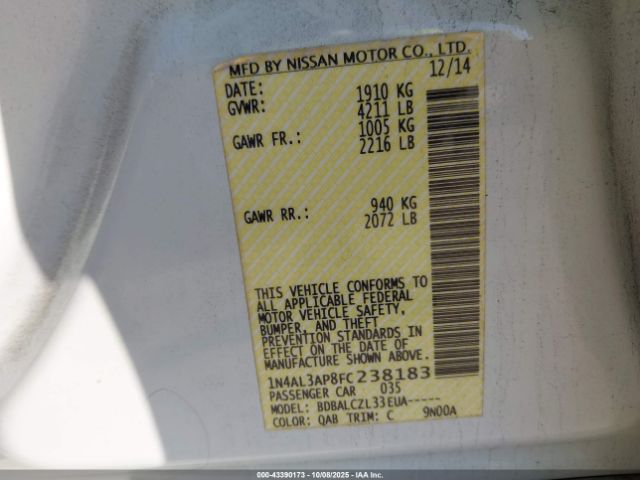 MFD BY NISSAN MOTOR CO., LTD.
DATE: 12/14
GVWR: 1910 KG
4211 LB
GAWR FR.: 1005 KG
2216 LB
GAWR RR.: 940 KG
2072 LB
THIS VEHICLE CONFORMS TO
ALL APPLICABLE FEDERAL
MOTOR VEHICLE SAFETY,
BUMPER, AND THEFT
PREVENTION STANDARDS IN
EFFECT ON THE DATE OF
MANUFACTURE SHOWN ABOVE.
1N4AL3AP8FC238183
PASSENGER CAR 035
MODEL: BDBALCZL33EUA-----
COLOR: QAB TRIM: C 9N00A
000-43390173 - 10/08/2025 - IAA Inc.